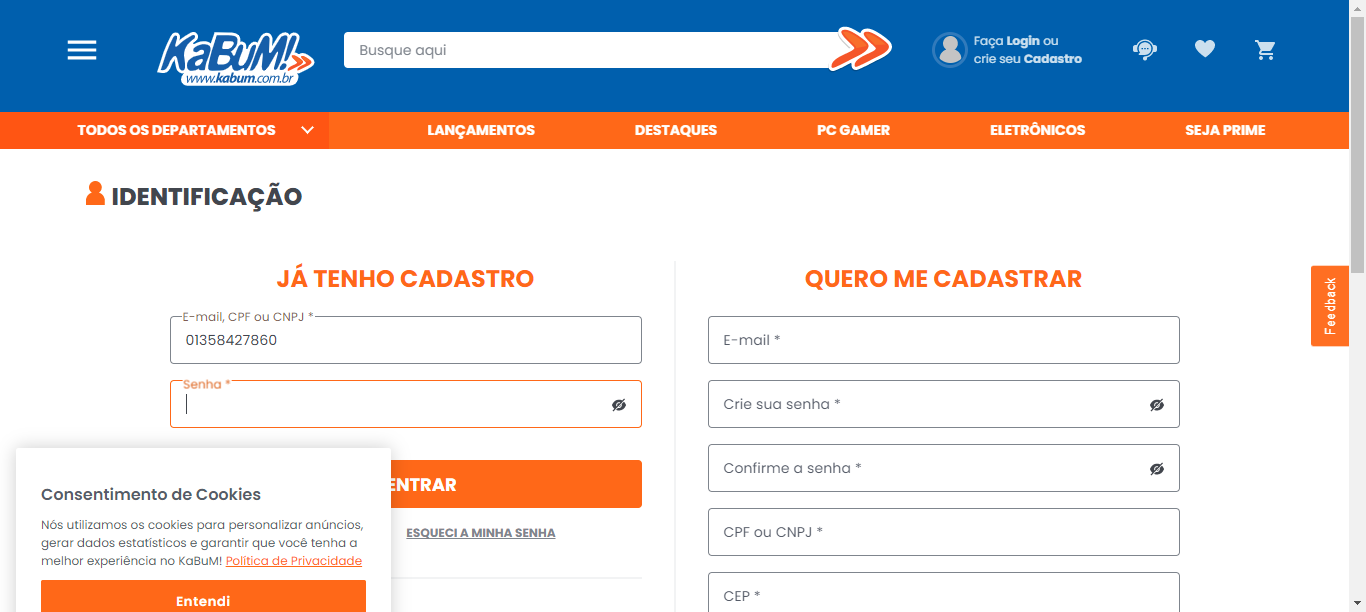 KaBuM!
www.kabum.com.br
Busque aqui
Faça Login ou
crie seu Cadastro
TODOS OS DEPARTAMENTOS
LANÇAMENTOS
DESTAQUES
PC GAMER
ELETRÔNICOS
SEJA PRIME
IDENTIFICAÇÃO
JÁ TENHO CADASTRO
E-mail, CPF ou CNPJ *
01358427860
Senha *
ENTRAR
ESQUECI A MINHA SENHA
QUERO ME CADASTRAR
E-mail *
Crie sua senha *
Confirme a senha *
CPF ou CNPJ *
CEP *
Feedback
Consentimento de Cookies
Nós utilizamos os cookies para personalizar anúncios,
gerar dados estatísticos e garantir que você tenha a
melhor experiência no KaBuM! Política de Privacidade
Entendi